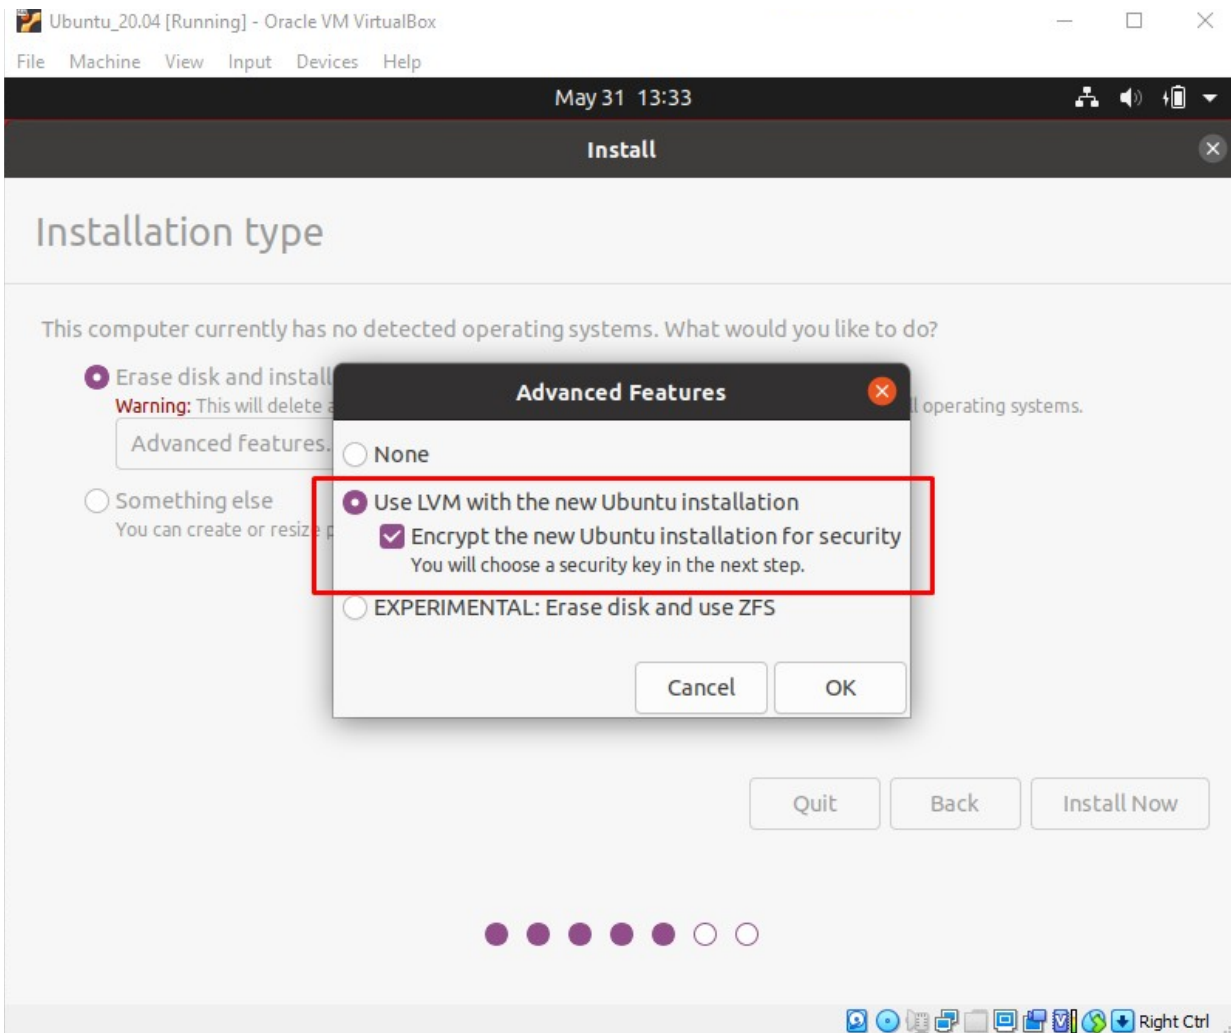 Ubuntu_20.04 [Running] - Oracle VM VirtualBox
File Machine View Input Devices Help
May 31 13:33
Install
Installation type
This computer currently has no detected operating systems. What would you like to do?
Erase disk and install
Warning: This will delete
ll operating systems.
Advanced features.
Something else
You can create or resize
Advanced Features
None
Use LVM with the new Ubuntu installation
Encrypt the new Ubuntu installation for security
You will choose a security key in the next step.
EXPERIMENTAL: Erase disk and use ZFS
Cancel OK
Quit Back Install Now
Right Ctrl